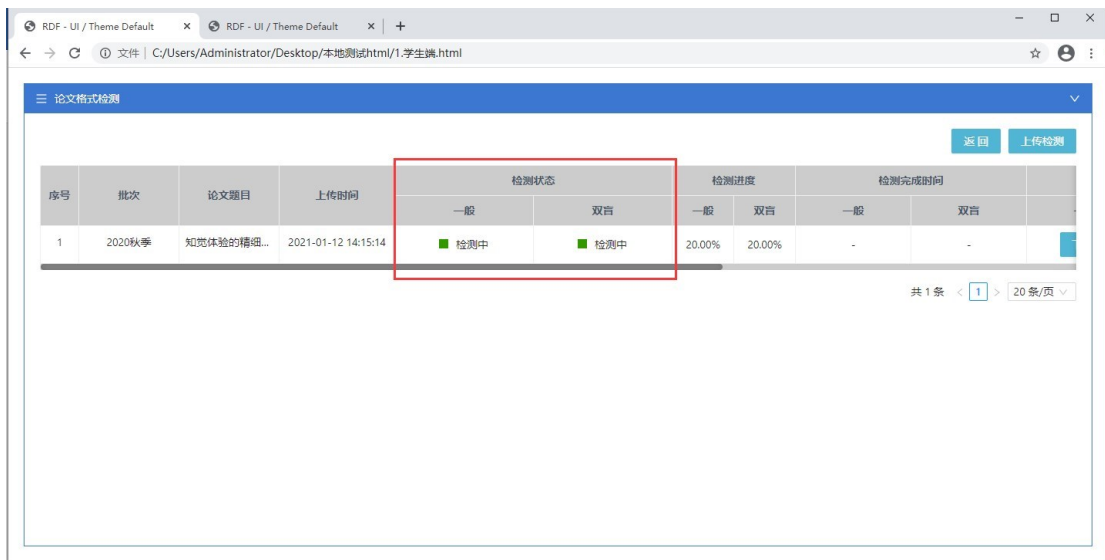 RDF - UI / Theme Default
RDF - UI / Theme Default
文件 C:/Users/Administrator/Desktop/本地测试html/1.学生端.html
论文格式检测
返回 上传检测
序号 批次 论文题目 上传时间 检测状态 检测进度 检测完成时间
一般 双盲 一般 双盲 一般 双盲
1 2020秋季 知觉体验的精细... 2021-01-12 14:15:14 检测中 检测中 20.00% 20.00% - -
共 1 条 < 1 > 20 条/页